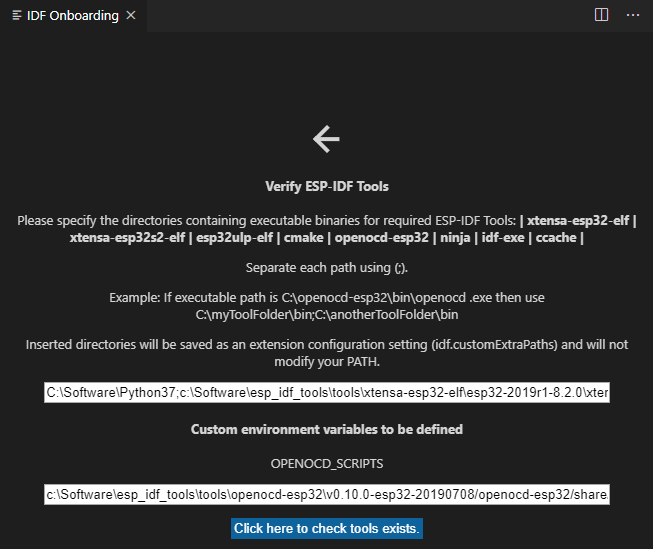 IDF Onboarding
Verify ESP-IDF Tools
Please specify the directories containing executable binaries for required ESP-IDF Tools: | xtensa-esp32-elf |
xtensa-esp32s2-elf | esp32ulp-elf | cmake | openocd-esp32 | ninja | idf-exe | ccache |
Separate each path using (;).
Example: If executable path is C:\openocd-esp32\bin\openocd .exe then use
C:\myToolFolder\bin;C:\anotherToolFolder\bin
Inserted directories will be saved as an extension configuration setting (idf.customExtraPaths) and will not
modify your PATH.
C:\Software\Python37;c:\Software\esp_idf_tools\tools\xtensa-esp32-elf\esp32-2019r1-8.2.0\xten
Custom environment variables to be defined
OPENOCD_SCRIPTS
c:\Software\esp_idf_tools\tools\openocd-esp32\v0.10.0-esp32-20190708/openocd-esp32/share/
Click here to check tools exists.